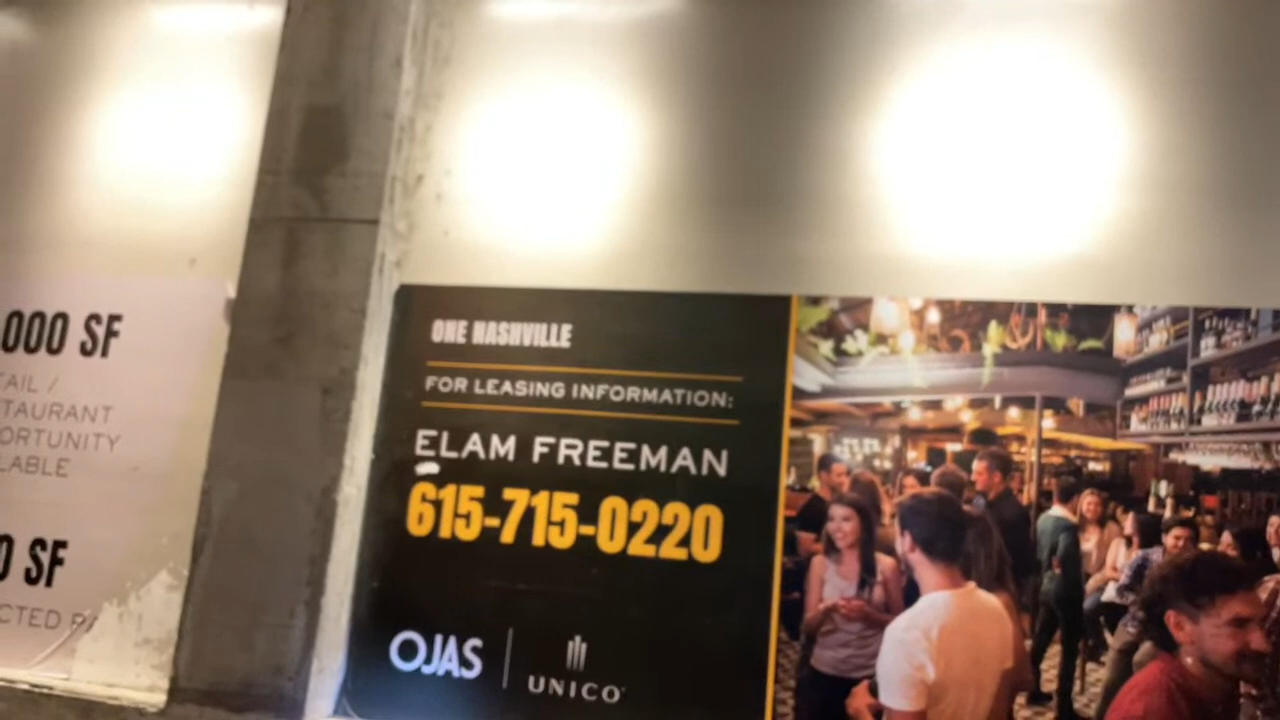 ,000 SF
TAIL /
TAURANT
ORTUNITY
LABLE
0 SF
CTED
ONE NASHVILLE
FOR LEASING INFORMATION:
ELAM FREEMAN
615-715-0220
OJAS
UNICO